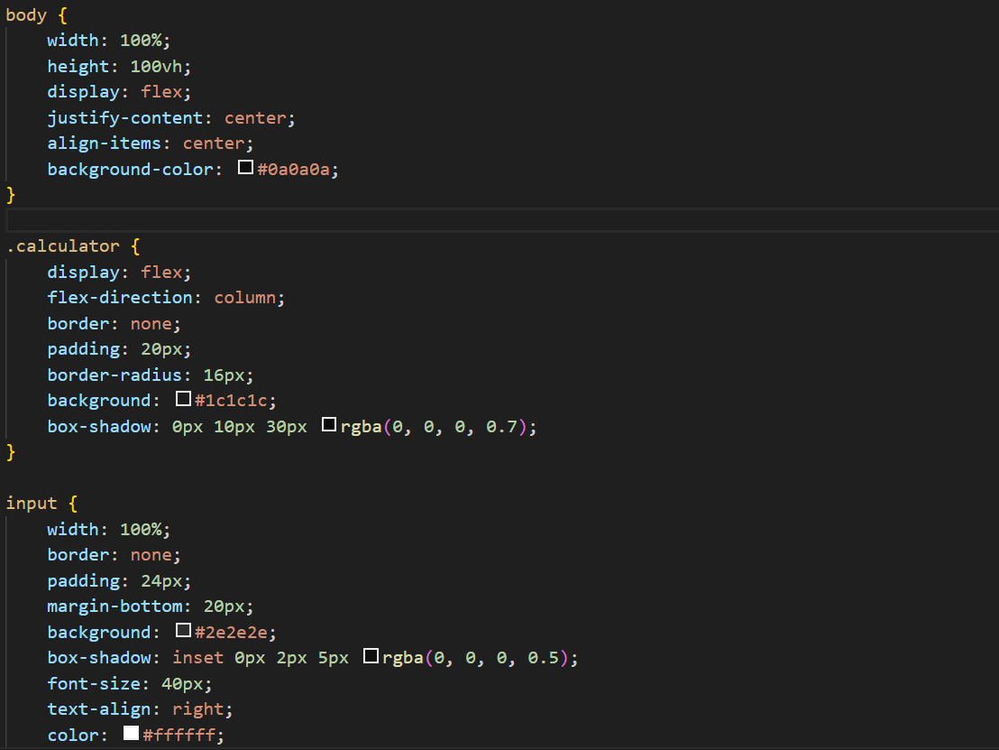 body {
    width: 100%;
    height: 100vh;
    display: flex;
    justify-content: center;
    align-items: center;
    background-color: #0a0a0a;
}
.calculator {
    display: flex;
    flex-direction: column;
    border: none;
    padding: 20px;
    border-radius: 16px;
    background: #1c1c1c;
    box-shadow: 0px 10px 30px rgba(0, 0, 0, 0.7);
}
input {
    width: 100%;
    border: none;
    padding: 24px;
    margin-bottom: 20px;
    background: #2e2e2e;
    box-shadow: inset 0px 2px 5px rgba(0, 0, 0, 0.5);
    font-size: 40px;
    text-align: right;
    color: #ffffff;